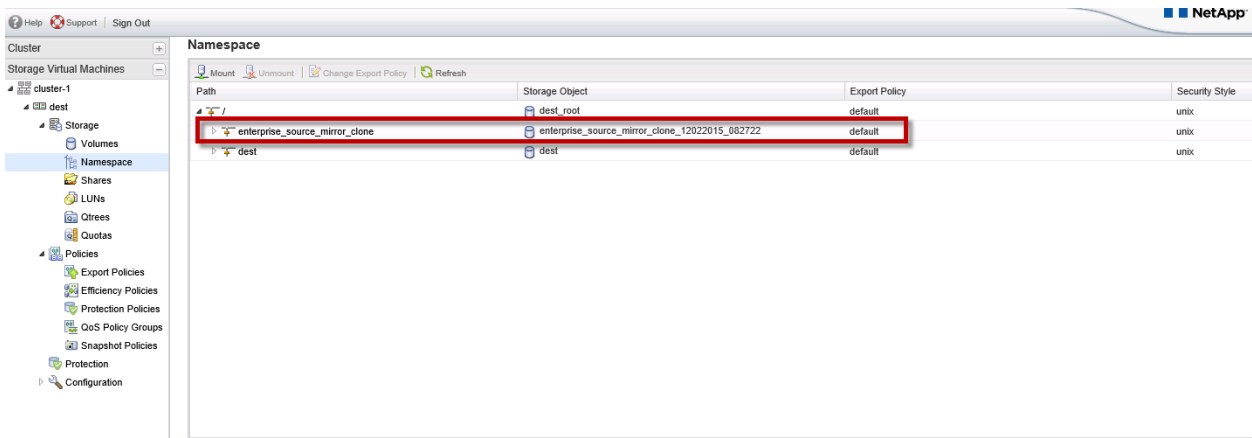 Help Support | Sign Out
NetApp
Cluster
Storage Virtual Machines
cluster-1
dest
Storage
Volumes
Namespace
Shares
LUNs
Qtrees
Quotas
Policies
Export Policies
Efficiency Policies
Protection Policies
QoS Policy Groups
Snapshot Policies
Protection
Configuration
Namespace
Mount Unmount | Change Export Policy | Refresh
Path Storage Object Export Policy Security Style
/ dest_root default unix
enterprise_source_mirror_clone enterprise_source_mirror_clone_12022015_082722 default unix
dest dest default unix